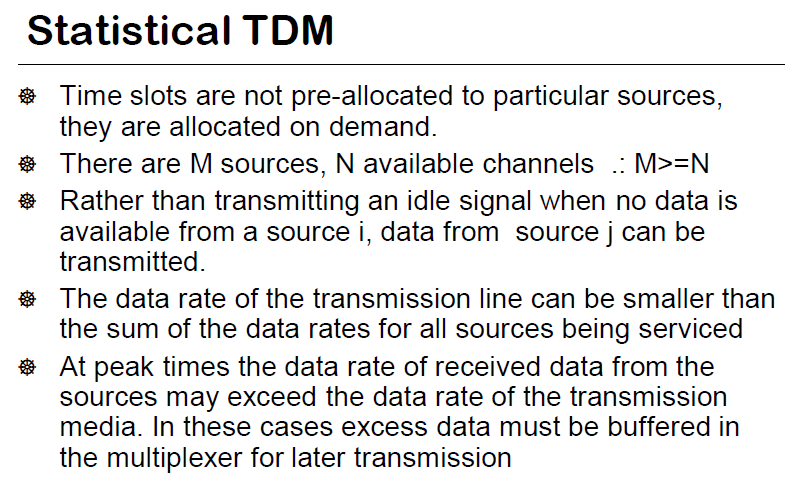 Statistical TDM
Time slots are not pre-allocated to particular sources,
they are allocated on demand.
There are M sources, N available channels .: M>=N
Rather than transmitting an idle signal when no data is
available from a source i, data from source j can be
transmitted.
The data rate of the transmission line can be smaller than
the sum of the data rates for all sources being serviced
At peak times the data rate of received data from the
sources may exceed the data rate of the transmission
media. In these cases excess data must be buffered in
the multiplexer for later transmission